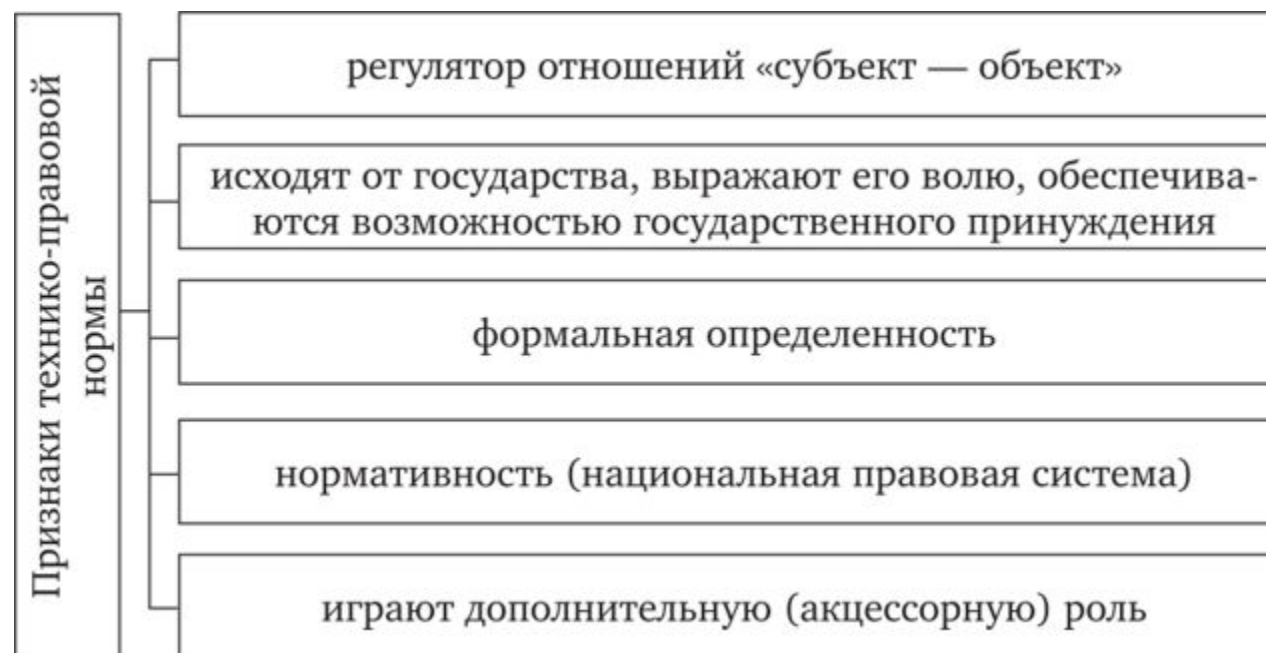 Признаки технико-правовой
нормы
регулятор отношений «субъект — объект»
исходят от государства, выражают его волю, обеспечива-
ются возможностью государственного принуждения
формальная определенность
нормативность (национальная правовая система)
играют дополнительную (акцессорную) роль